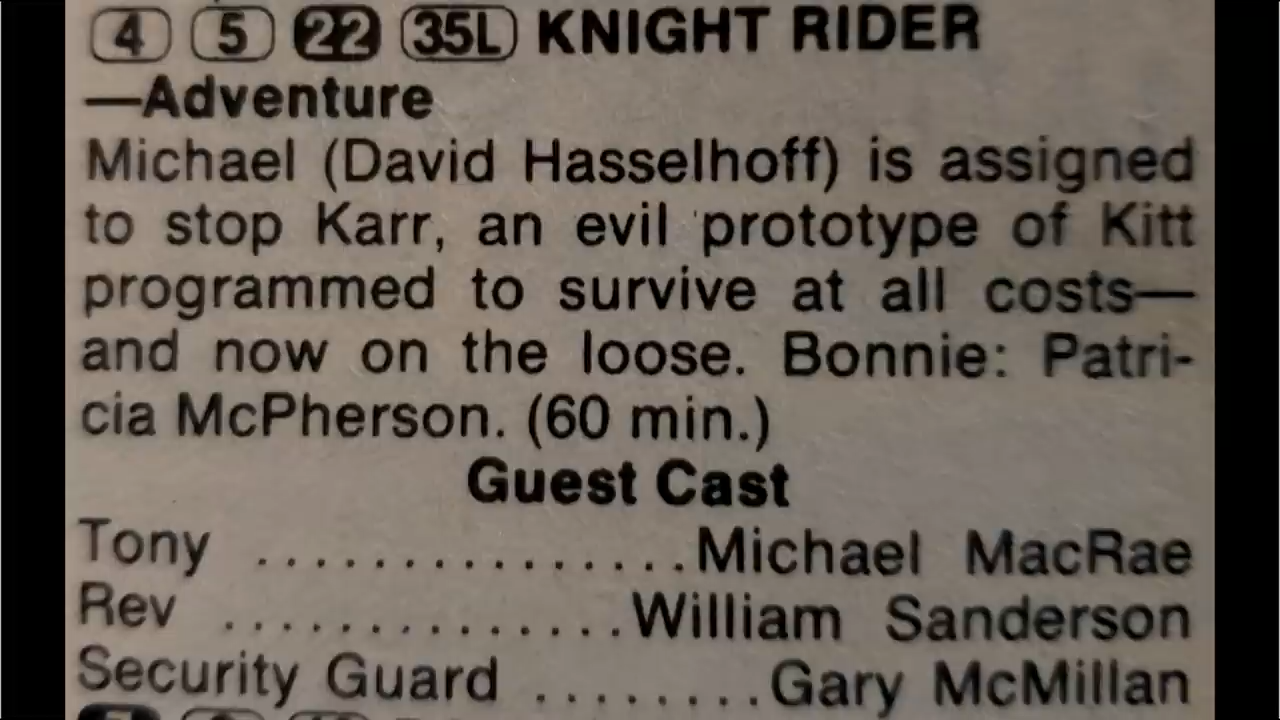 4 5 22 35L KNIGHT RIDER
—Adventure
Michael (David Hasselhoff) is assigned
to stop Karr, an evil prototype of Kitt
programmed to survive at all costs—
and now on the loose. Bonnie: Patri-
cia McPherson. (60 min.)
Guest Cast
Tony ................Michael MacRae
Rev ..............William Sanderson
Security Guard ........Gary McMillan